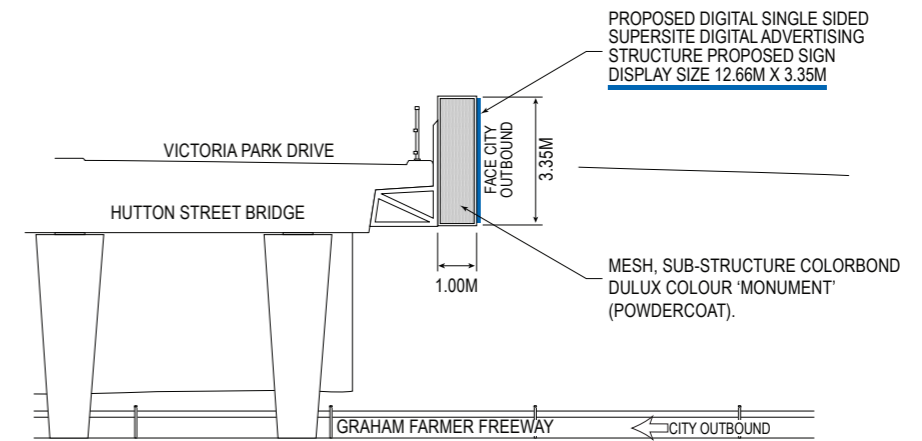 PROPOSED DIGITAL SINGLE SIDED
SUPERSITE DIGITAL ADVERTISING
STRUCTURE PROPOSED SIGN
DISPLAY SIZE 12.66M X 3.35M
VICTORIA PARK DRIVE
FACE CITY
OUTBOUND
3.35M
HUTTON STREET BRIDGE
1.00M
MESH, SUB-STRUCTURE COLORBOND
DULUX COLOUR ‘MONUMENT’
(POWDERCOAT).
GRAHAM FARMER FREEWAY
CITY OUTBOUND